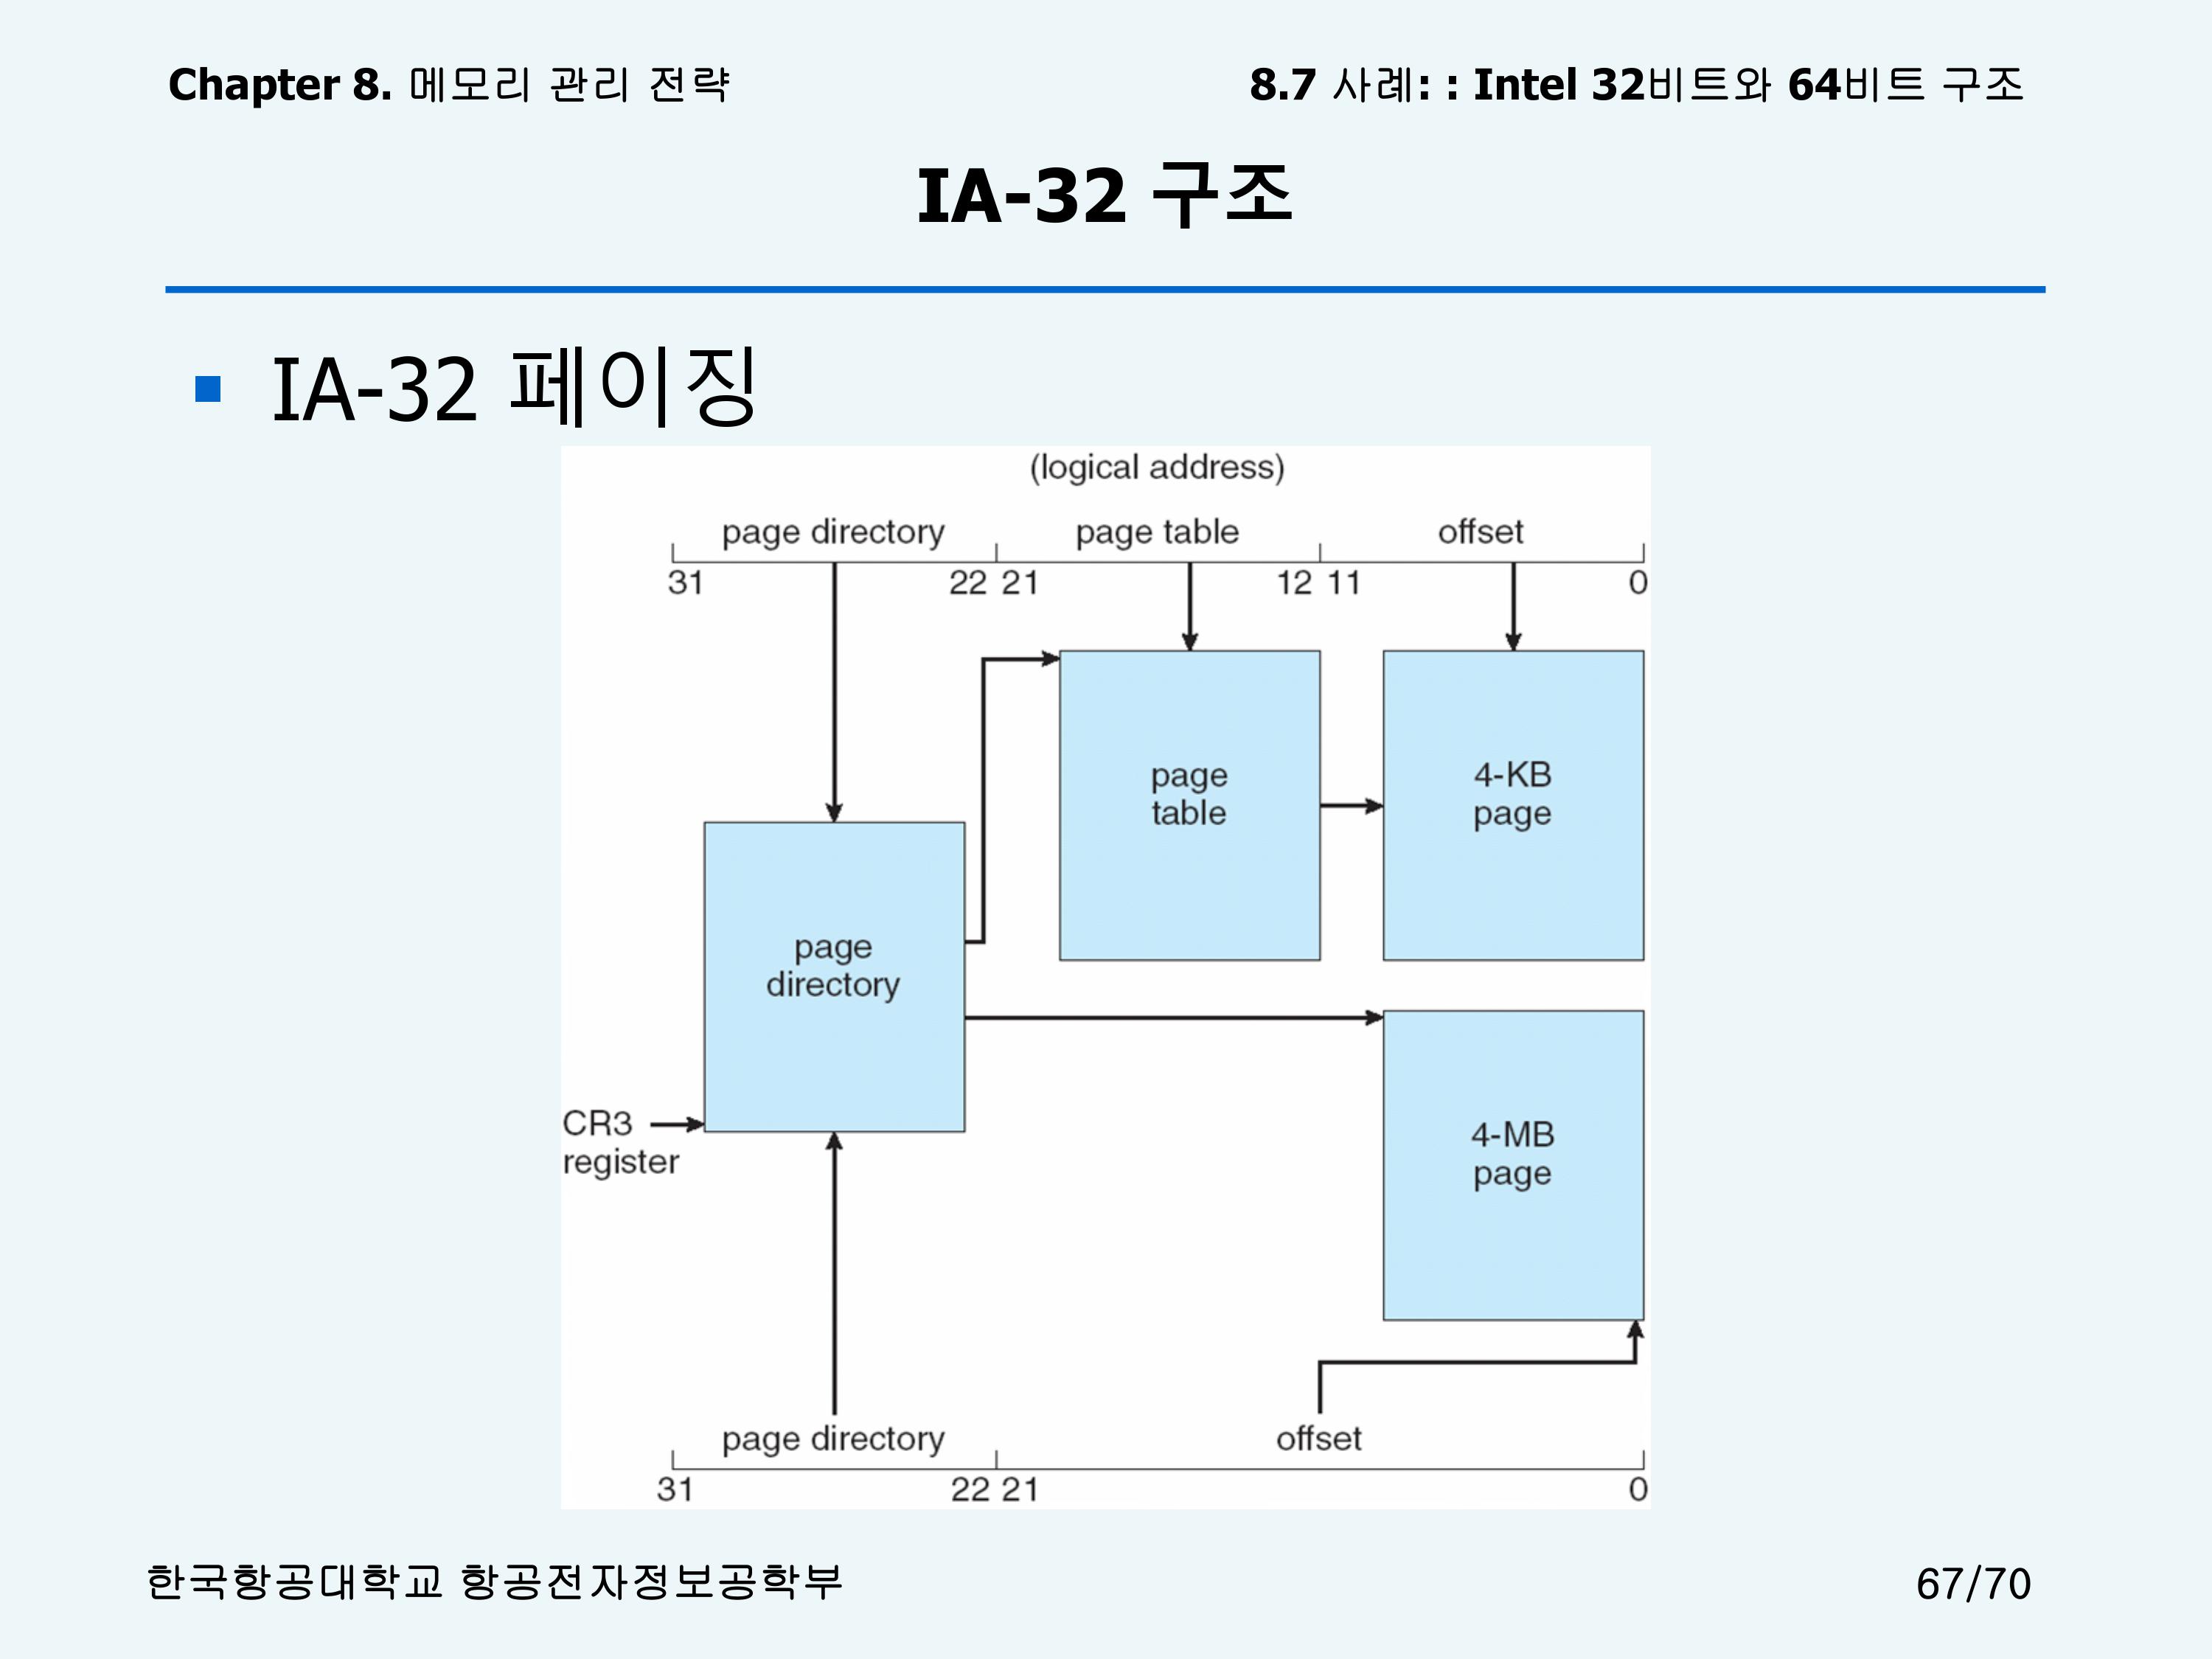 Chapter 8. 메모리 관리 전략
8.7 사례: : Intel 32비트와 64비트 구조
IA-32 구조
IA-32 페이징
(logical address)
page directory page table offset
31 22 21 12 11 0
page
table
4-KB
page
page
directory
CR3
register
4-MB
page
page directory offset
31 22 21 0
한국항공대학교 항공전자정보공학부
67/70